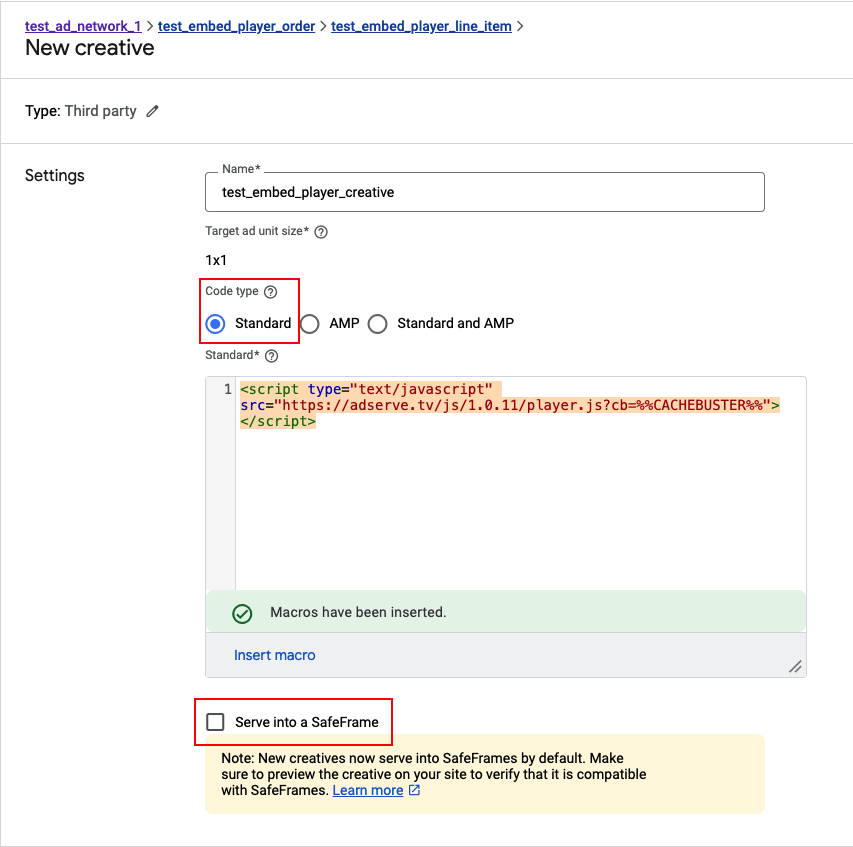 test_ad_network_1 > test_embed_player_order > test_embed_player_line_item >
New creative
Type: Third party
Settings
Name*
test_embed_player_creative
Target ad unit size* ?
1x1
Code type ?
Standard AMP Standard and AMP
Standard* ?
1 <script type="text/javascript"
src="https://adserve.tv/js/1.0.11/player.js?cb=%%CACHEBUSTER%%">
</script>
Macros have been inserted.
Insert macro
Serve into a SafeFrame
Note: New creatives now serve into SafeFrames by default. Make
sure to preview the creative on your site to verify that it is compatible
with SafeFrames. Learn more